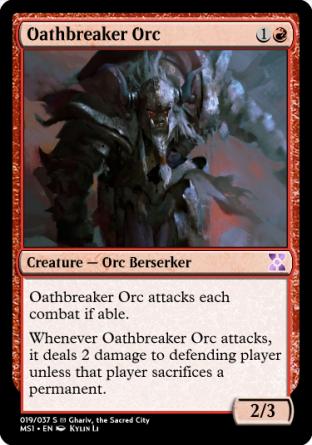 Oathbreaker Orc 1
Creature — Orc Berserker
Oathbreaker Orc attacks each
combat if able.
Whenever Oathbreaker Orc attacks,
it deals 2 damage to defending player
unless that player sacrifices a
permanent.
2/3
019/037 S Ghariv, the Sacred City
MS1 • EN Kylin Li